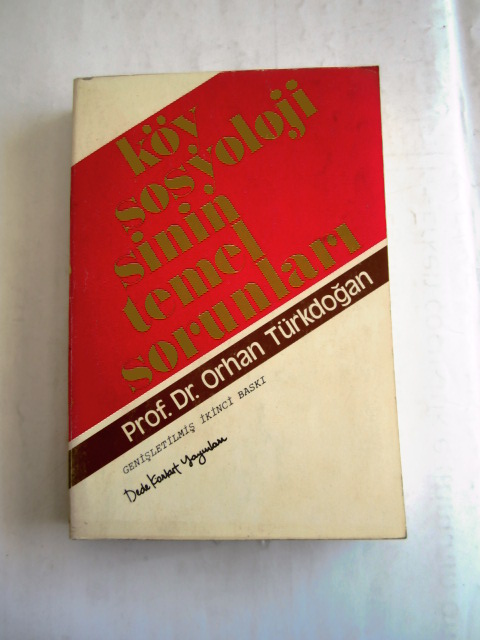 köy
sosyoloji
sinin
temel
sorunları
Prof. Dr. Orhan Türkdoğan
GENİŞLETİLMİŞ İKİNCİ BASKI
Dede Korkut Yayınları